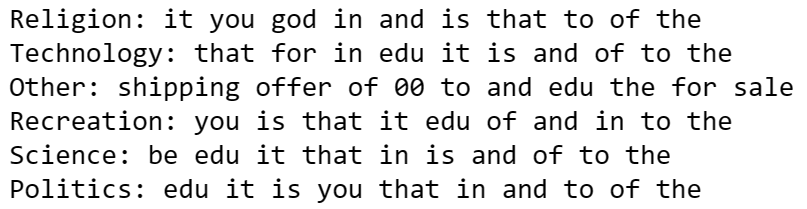 Religion: it you god in and is that to of the
Technology: that for in edu it is and of to the
Other: shipping offer of 00 to and edu the for sale
Recreation: you is that it edu of and in to the
Science: be edu it that in is and of to the
Politics: edu it is you that in and to of the